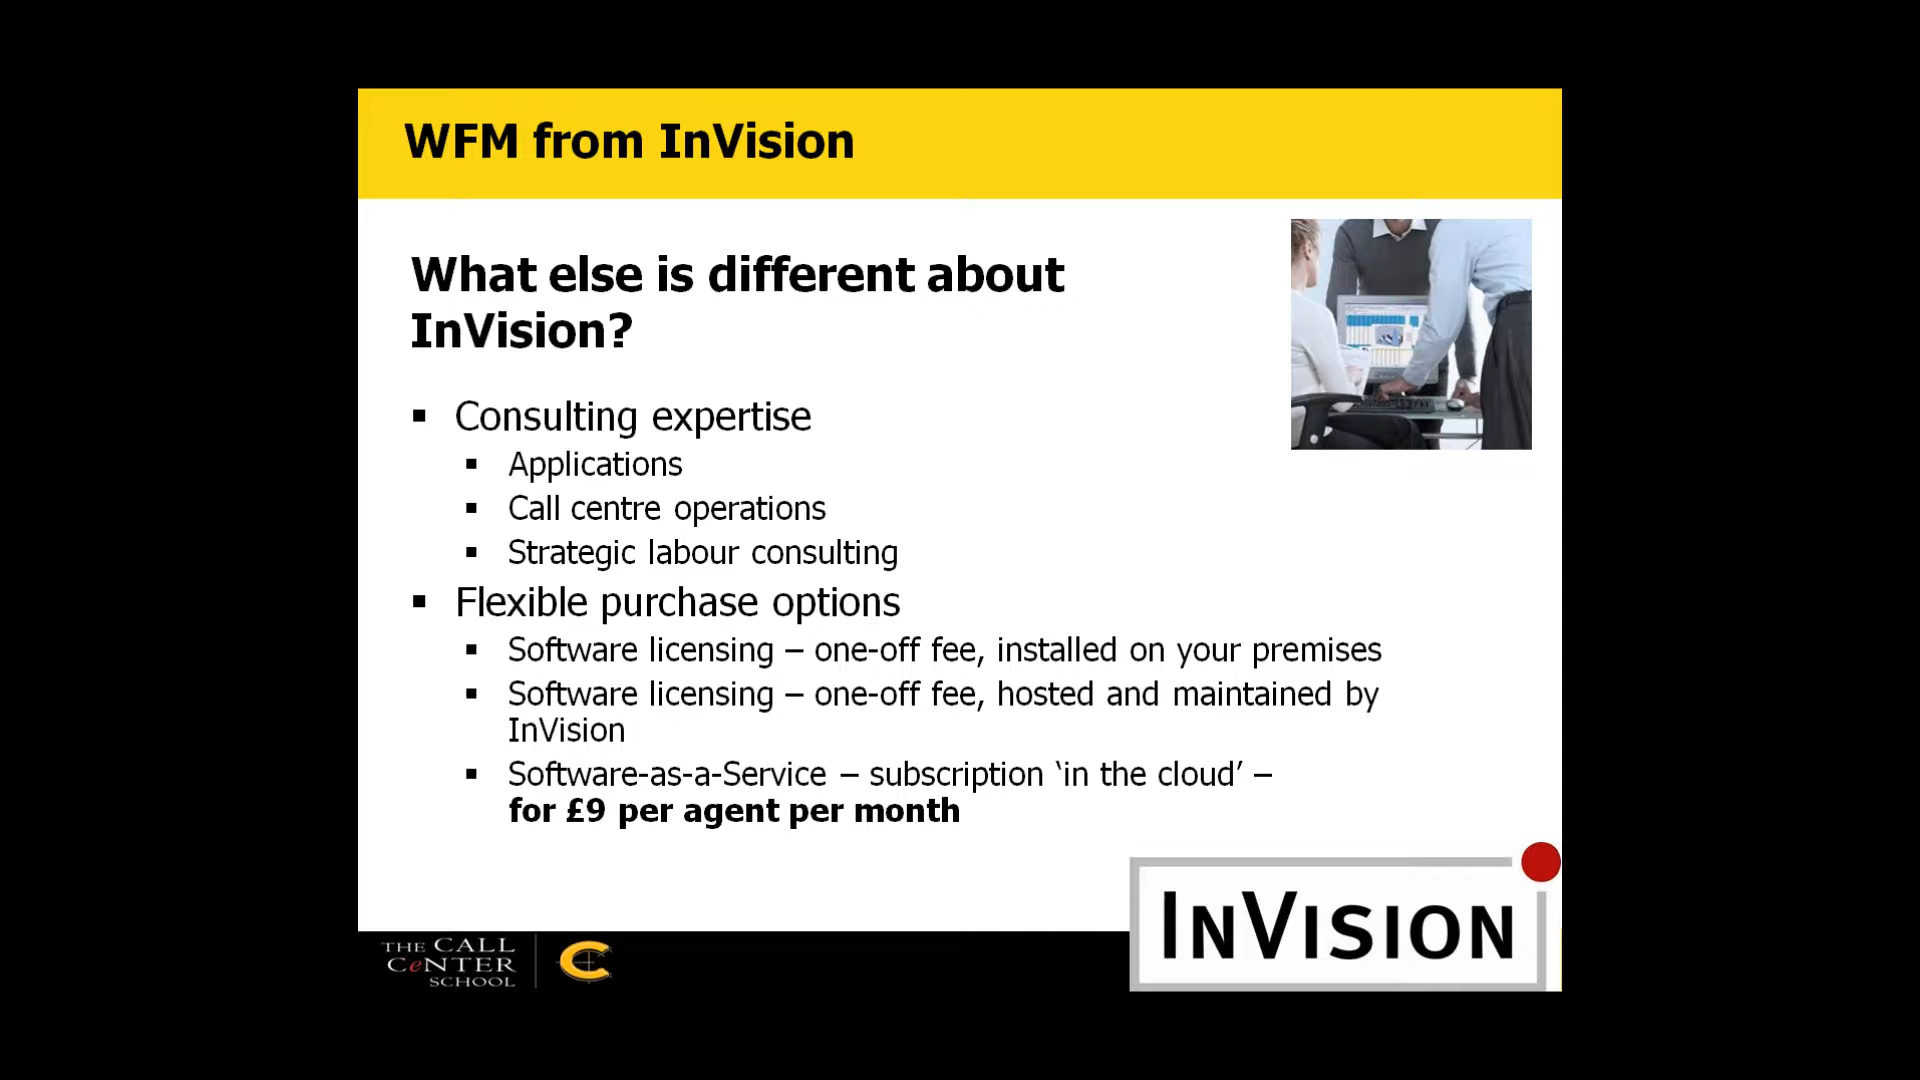 WFM from InVision
What else is different about
InVision?
▪ Consulting expertise
▪ Applications
▪ Call centre operations
▪ Strategic labour consulting
▪ Flexible purchase options
▪ Software licensing – one-off fee, installed on your premises
▪ Software licensing – one-off fee, hosted and maintained by
InVision
▪ Software-as-a-Service – subscription ‘in the cloud’ –
for £9 per agent per month
THE CALL
CeNTER
SCHOOL
INVISION